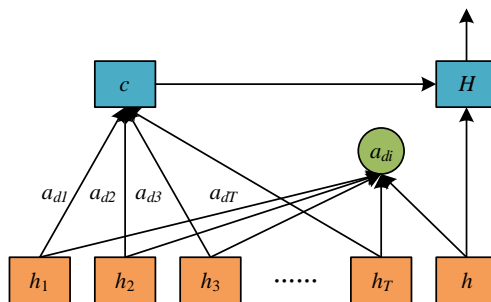 c H
a_di
a_d1 a_d2 a_d3 a_dT
h_1 h_2 h_3 ...... h_T h